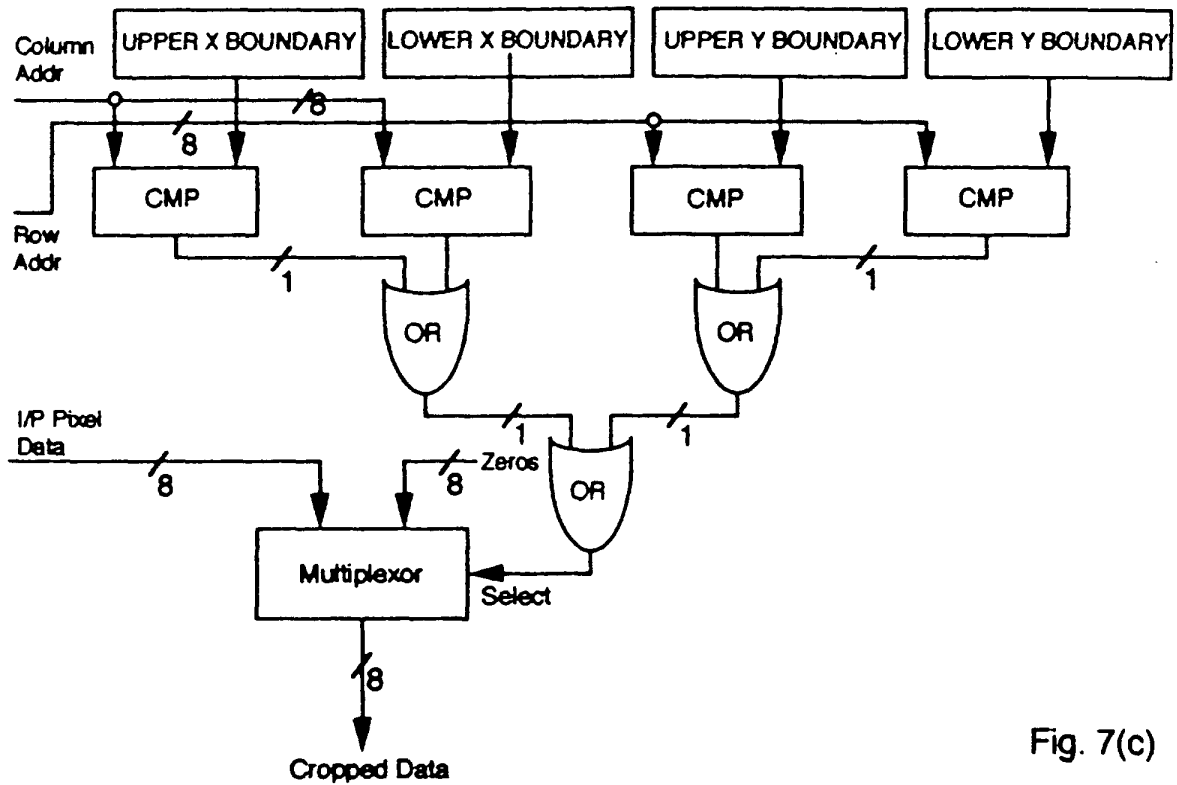 Column
Addr
UPPER X BOUNDARY
LOWER X BOUNDARY
UPPER Y BOUNDARY
LOWER Y BOUNDARY
8
8
CMP
CMP
CMP
CMP
Row
Addr
1
1
OR
OR
I/P Pixel
Data
1
1
8
8
Zeros
OR
Multiplexor
Select
8
Cropped Data
Fig. 7(c)